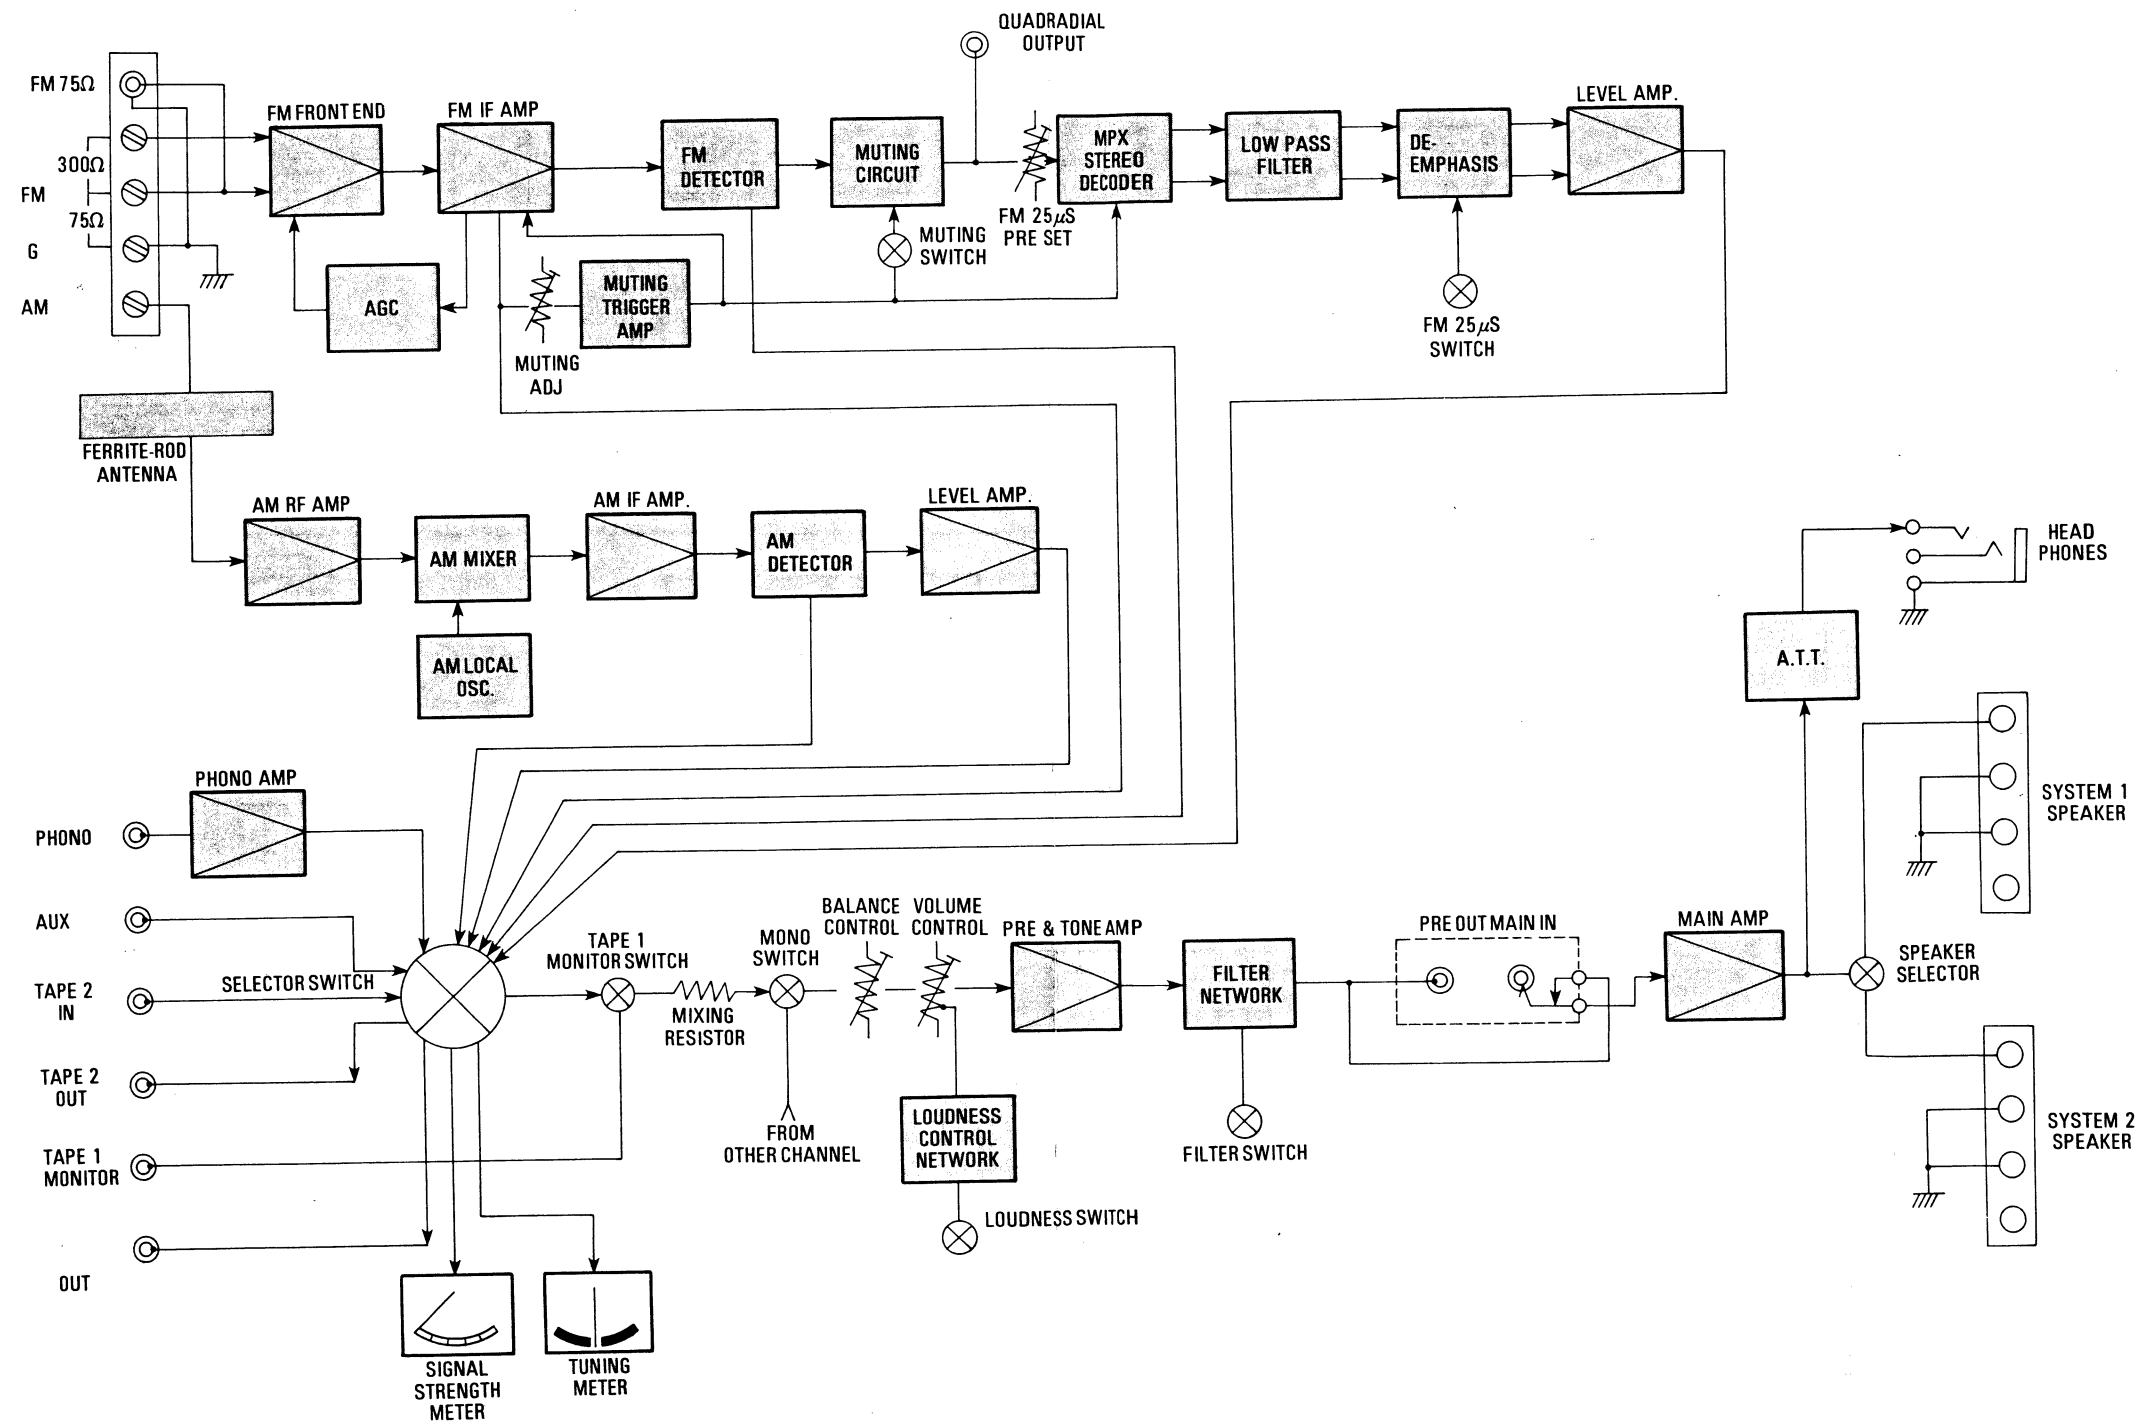 QUADRADIAL
OUTPUT
FM 75Ω
300Ω
FM
75Ω
G
AM
FM FRONT END
FM IF AMP
FM
DETECTOR
MUTING
CIRCUIT
MPX
STEREO
DECODER
LOW PASS
FILTER
DE-
EMPHASIS
LEVEL AMP.
AGC
MUTING
TRIGGER
AMP
MUTING
ADJ
MUTING
SWITCH
FM 25μS
PRE SET
FM 25μS
SWITCH
FERRITE-ROD
ANTENNA
AM RF AMP
AM MIXER
AM IF AMP.
AM
DETECTOR
LEVEL AMP.
AM LOCAL
OSC.
HEAD
PHONES
A.T.T.
SYSTEM 1
SPEAKER
PHONO AMP
PHONO
AUX
TAPE 2
IN
SELECTOR SWITCH
TAPE 2
OUT
TAPE 1
MONITOR
OUT
TAPE 1
MONITOR SWITCH
MIXING
RESISTOR
MONO
SWITCH
FROM
OTHER CHANNEL
BALANCE
CONTROL
VOLUME
CONTROL
PRE & TONE AMP
FILTER
NETWORK
PRE OUT MAIN IN
MAIN AMP
SPEAKER
SELECTOR
LOUDNESS
CONTROL
NETWORK
LOUDNESS SWITCH
FILTER SWITCH
SYSTEM 2
SPEAKER
SIGNAL
STRENGTH
METER
TUNING
METER